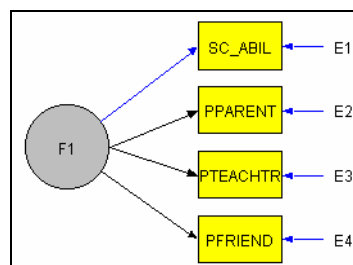 SC_ABIL E1
PPARENT E2
F1
PTEACHTR E3
PFRIEND E4